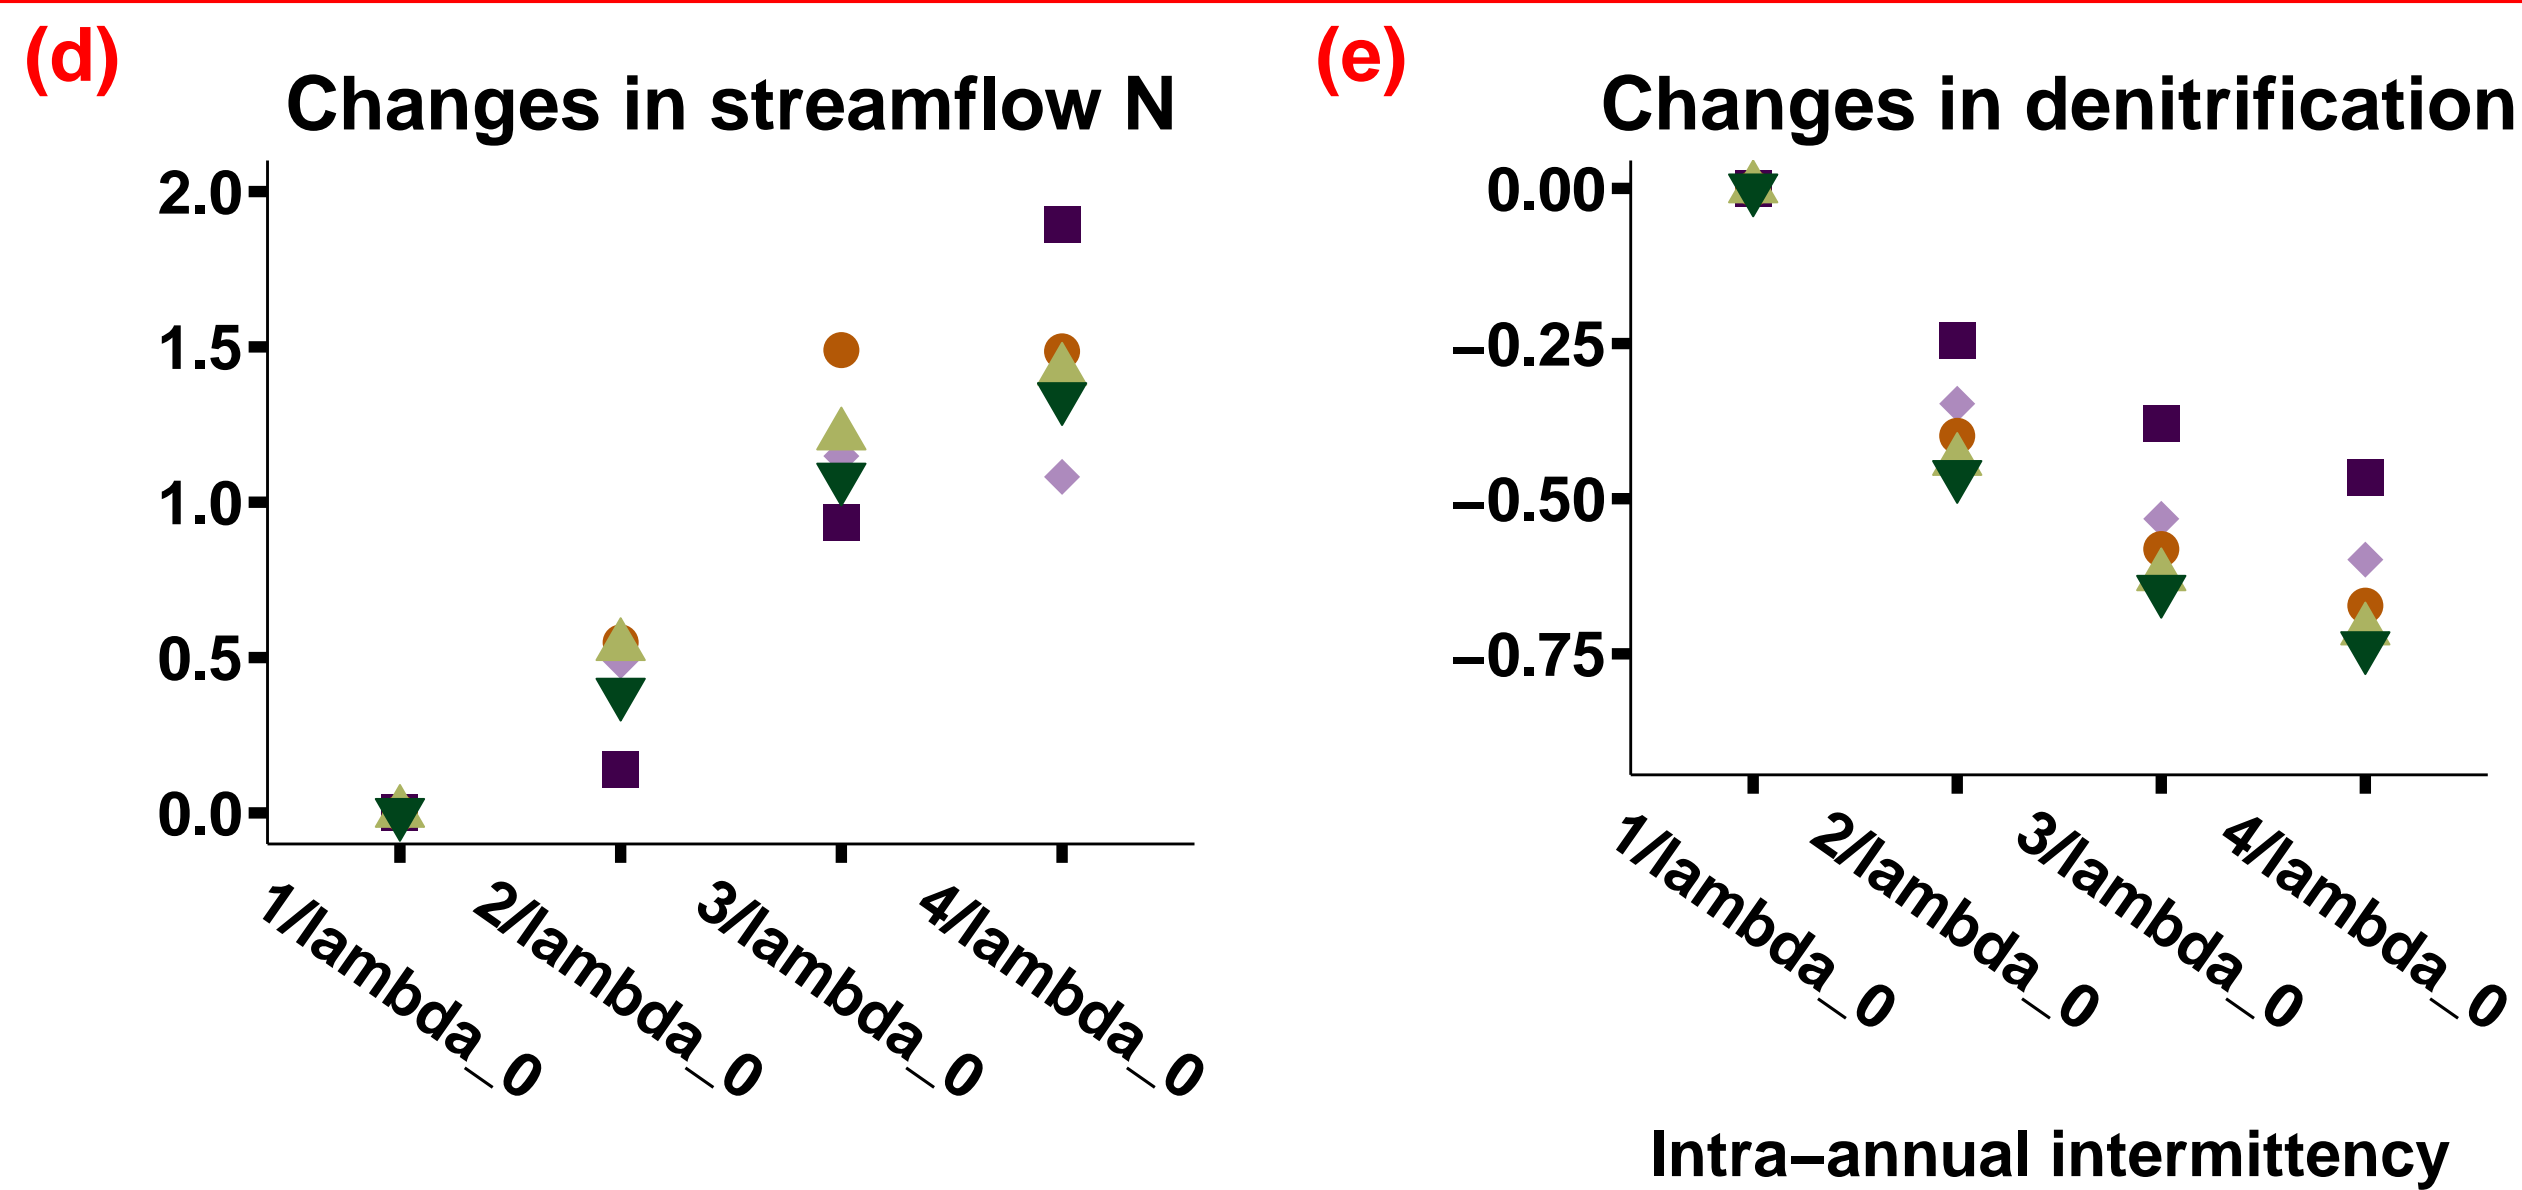 (d)
Changes in streamflow N
2.0
1.5
1.0
0.5
0.0
1/lambda_0
2/lambda_0
3/lambda_0
4/lambda_0
(e)
Changes in denitrification
0.00
−0.25
−0.50
−0.75
1/lambda_0
2/lambda_0
3/lambda_0
4/lambda_0
Intra−annual intermittency